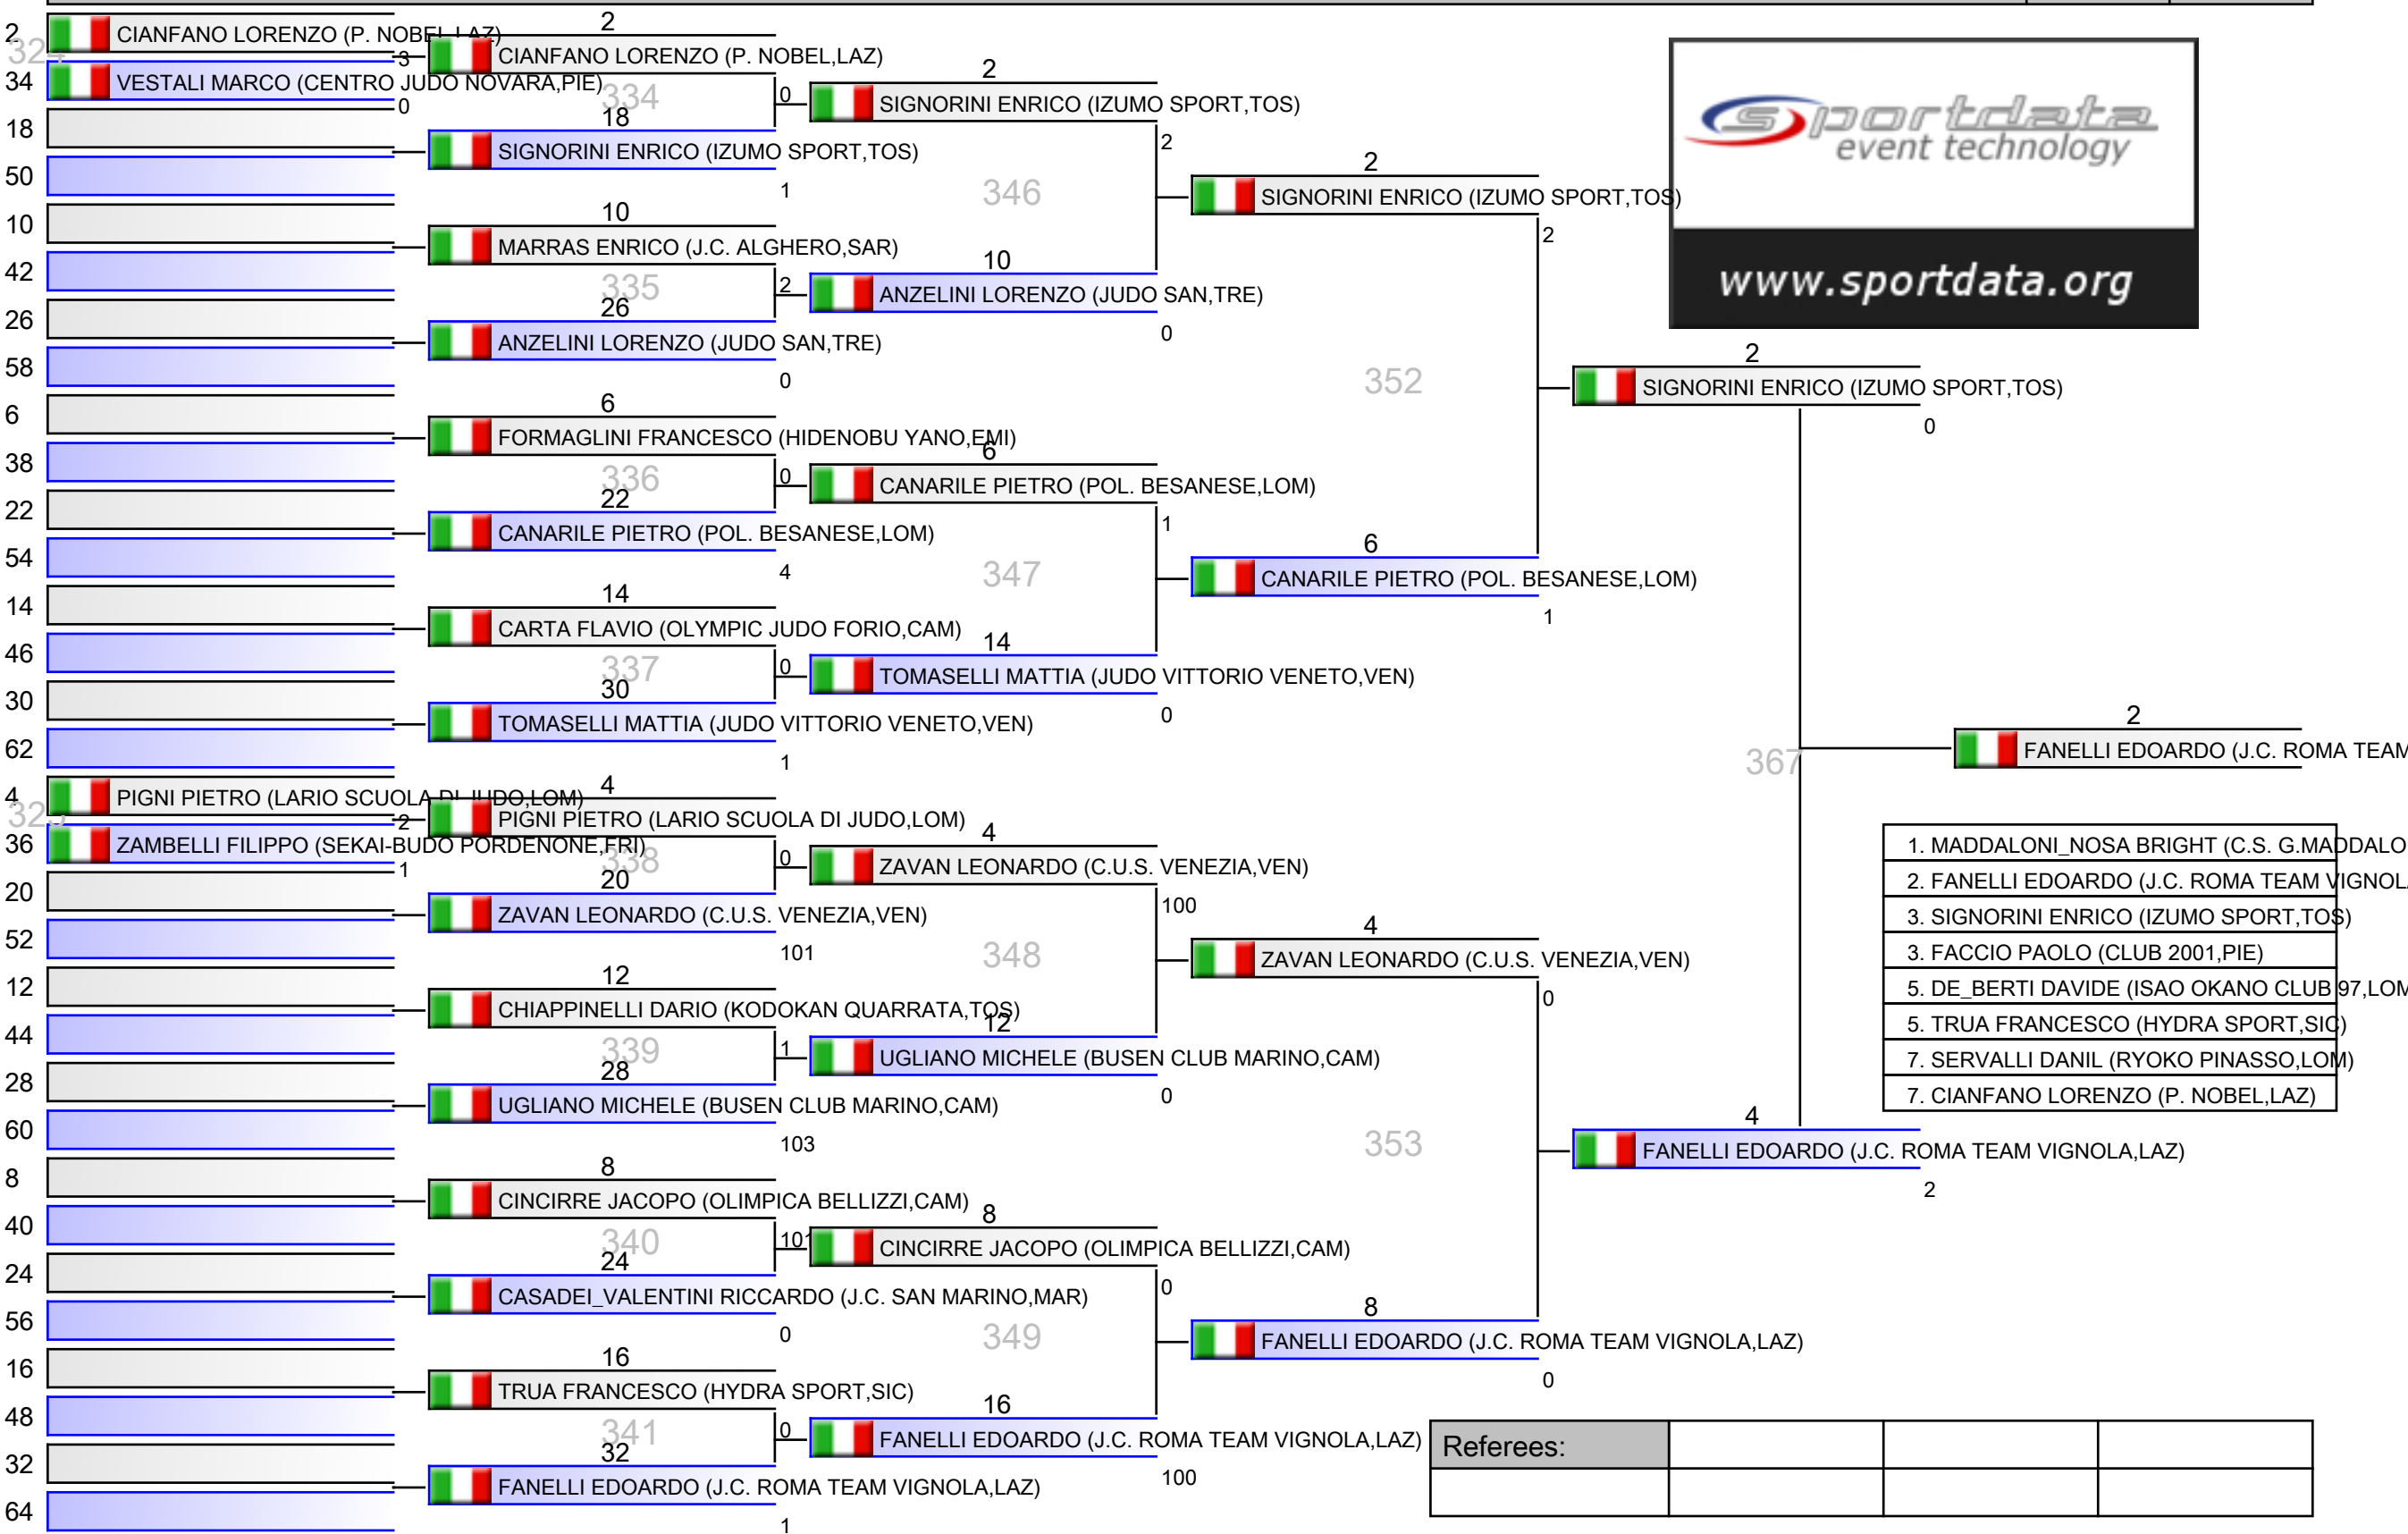 2
CIANFANO LORENZO (P. NOBEL,LAZ)
3
34
VESTALI MARCO (CENTRO JUDO NOVARA,PIE)
0
18
50
10
42
26
58
6
38
22
54
14
46
30
62
4
PIGNI PIETRO (LARIO SCUOLA DI JUDO,LOM)
2
36
ZAMBELLI FILIPPO (SEKAI-BUDO PORDENONE,FRI)
1
20
52
12
44
28
60
8
40
24
56
16
48
32
64
2
CIANFANO LORENZO (P. NOBEL,LAZ)
0
334
18
SIGNORINI ENRICO (IZUMO SPORT,TOS)
1
10
MARRAS ENRICO (J.C. ALGHERO,SAR)
2
335
26
ANZELINI LORENZO (JUDO SAN,TRE)
0
6
FORMAGLINI FRANCESCO (HIDENOBU YANO,EMI)
0
336
22
CANARILE PIETRO (POL. BESANESE,LOM)
4
14
CARTA FLAVIO (OLYMPIC JUDO FORIO,CAM)
0
337
30
TOMASELLI MATTIA (JUDO VITTORIO VENETO,VEN)
1
4
PIGNI PIETRO (LARIO SCUOLA DI JUDO,LOM)
0
338
20
ZAVAN LEONARDO (C.U.S. VENEZIA,VEN)
101
12
CHIAPPINELLI DARIO (KODOKAN QUARRATA,TOS)
1
339
28
UGLIANO MICHELE (BUSEN CLUB MARINO,CAM)
103
8
CINCIRRE JACOPO (OLIMPICA BELLIZZI,CAM)
101
340
24
CASADEI_VALENTINI RICCARDO (J.C. SAN MARINO,MAR)
0
16
TRUA FRANCESCO (HYDRA SPORT,SIC)
0
341
32
FANELLI EDOARDO (J.C. ROMA TEAM VIGNOLA,LAZ)
1
2
SIGNORINI ENRICO (IZUMO SPORT,TOS)
2
346
10
ANZELINI LORENZO (JUDO SAN,TRE)
0
6
CANARILE PIETRO (POL. BESANESE,LOM)
1
347
14
TOMASELLI MATTIA (JUDO VITTORIO VENETO,VEN)
0
4
ZAVAN LEONARDO (C.U.S. VENEZIA,VEN)
100
348
12
UGLIANO MICHELE (BUSEN CLUB MARINO,CAM)
0
8
CINCIRRE JACOPO (OLIMPICA BELLIZZI,CAM)
0
349
16
FANELLI EDOARDO (J.C. ROMA TEAM VIGNOLA,LAZ)
100
2
SIGNORINI ENRICO (IZUMO SPORT,TOS)
2
352
6
CANARILE PIETRO (POL. BESANESE,LOM)
1
4
ZAVAN LEONARDO (C.U.S. VENEZIA,VEN)
0
353
8
FANELLI EDOARDO (J.C. ROMA TEAM VIGNOLA,LAZ)
0
sportdata
event technology
www.sportdata.org
2
SIGNORINI ENRICO (IZUMO SPORT,TOS)
0
367
4
FANELLI EDOARDO (J.C. ROMA TEAM VIGNOLA,LAZ)
2
2
FANELLI EDOARDO (J.C. ROMA TEAM
1. MADDALONI_NOSA BRIGHT (C.S. G.MADDALO
2. FANELLI EDOARDO (J.C. ROMA TEAM VIGNOL
3. SIGNORINI ENRICO (IZUMO SPORT,TOS)
3. FACCIO PAOLO (CLUB 2001,PIE)
5. DE_BERTI DAVIDE (ISAO OKANO CLUB 97,LOM
5. TRUA FRANCESCO (HYDRA SPORT,SIC)
7. SERVALLI DANIL (RYOKO PINASSO,LOM)
7. CIANFANO LORENZO (P. NOBEL,LAZ)
Referees: